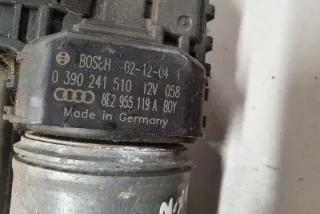 BOSCH 02-12-04 1
0 390 241 510 12V 058
8E2 955 119 A BOY
Made in Germany